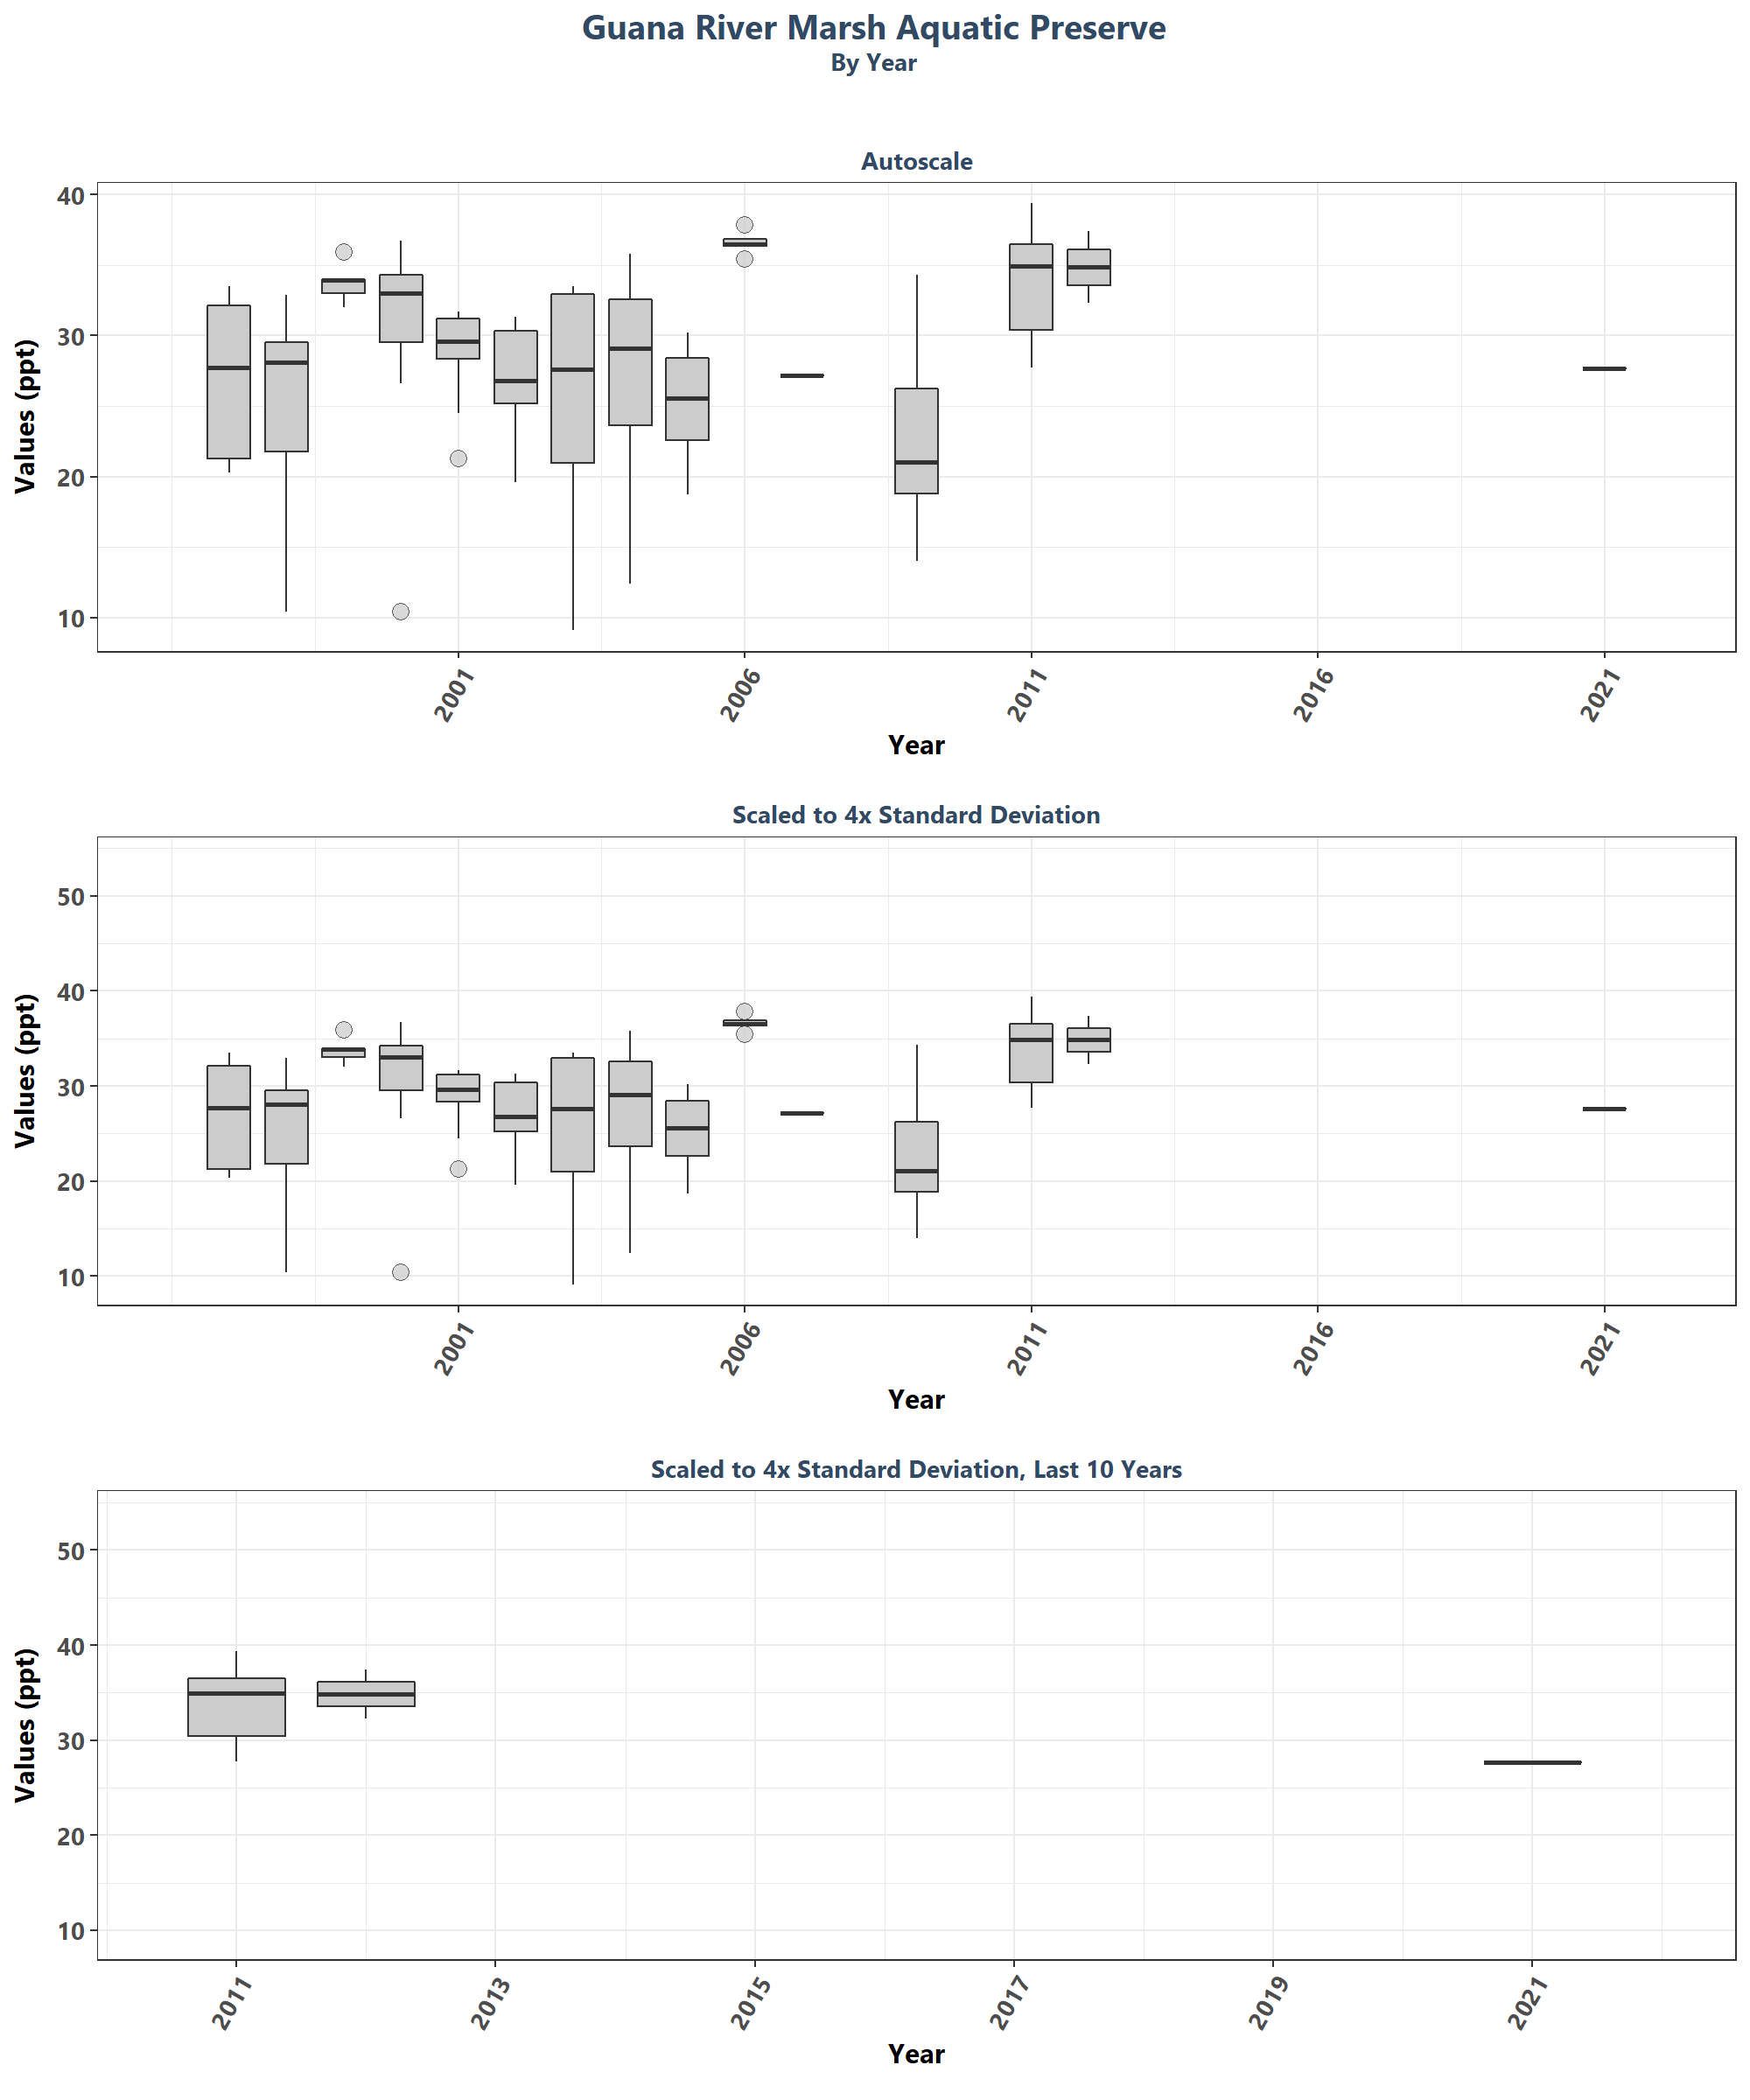 Guana River Marsh Aquatic Preserve
By Year
Autoscale
40
30
20
10
Values (ppt)
2001 2006 2011 2016 2021
Year
Scaled to 4x Standard Deviation
50
40
30
20
10
Values (ppt)
2001 2006 2011 2016 2021
Year
Scaled to 4x Standard Deviation, Last 10 Years
50
40
30
20
10
Values (ppt)
2011 2013 2015 2017 2019 2021
Year